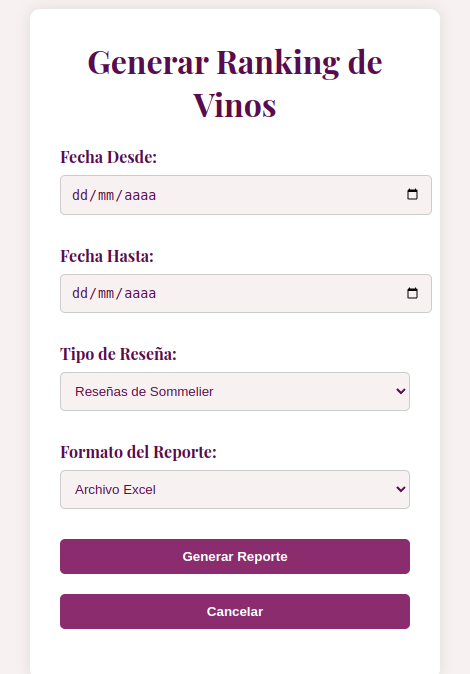 Generar Ranking de
Vinos
Fecha Desde:
dd/mm/aaaa
Fecha Hasta:
dd/mm/aaaa
Tipo de Reseña:
Reseñas de Sommelier
Formato del Reporte:
Archivo Excel
Generar Reporte
Cancelar